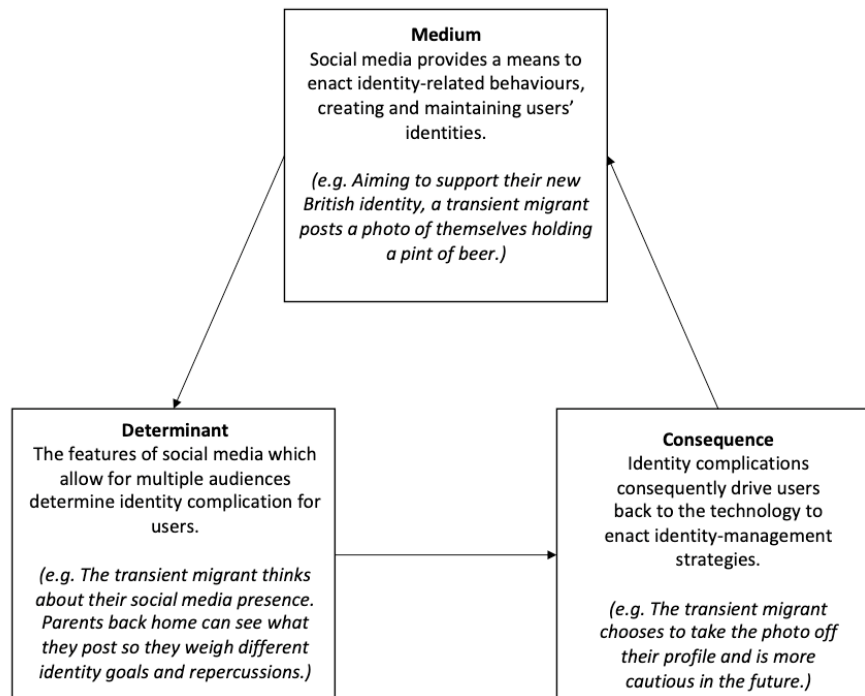 Medium
Social media provides a means to
enact identity-related behaviours,
creating and maintaining users'
identities.
(e.g. Aiming to support their new
British identity, a transient migrant
posts a photo of themselves holding
a pint of beer.)
Determinant
The features of social media which
allow for multiple audiences
determine identity complication for
users.
(e.g. The transient migrant thinks
about their social media presence.
Parents back home can see what
they post so they weigh different
identity goals and repercussions.)
Consequence
Identity complications
consequently drive users
back to the technology to
enact identity-management
strategies.
(e.g. The transient migrant
chooses to take the photo off
their profile and is more
cautious in the future.)